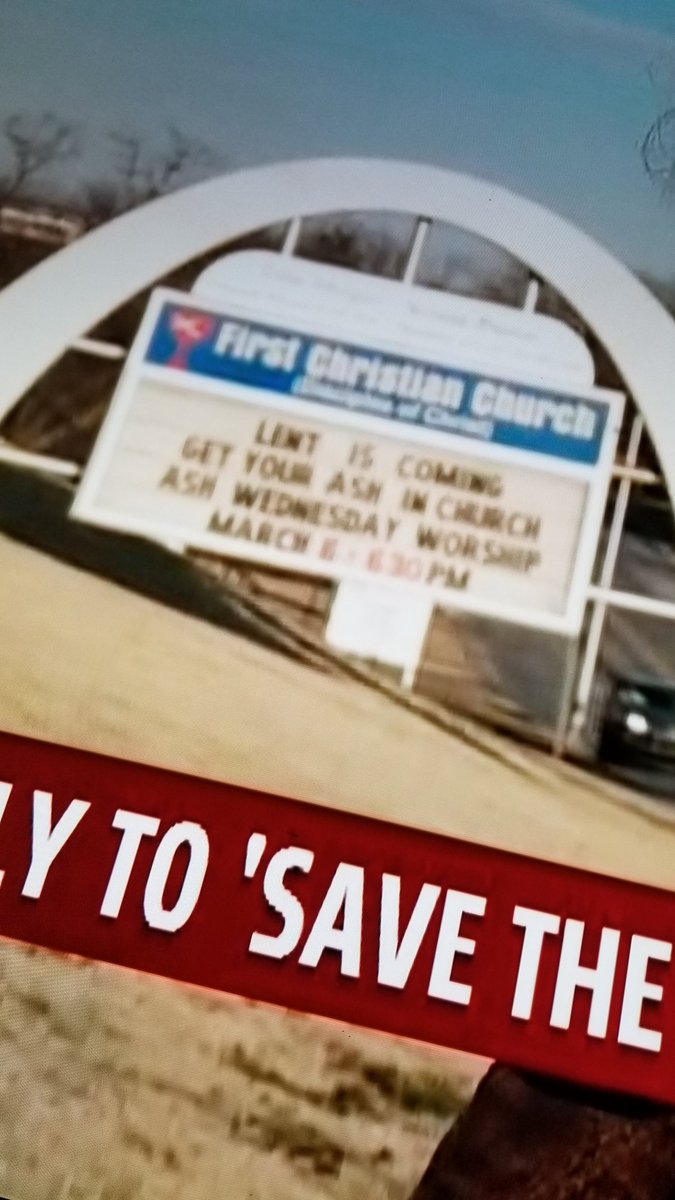 First Christian Church
(Disciples of Christ)
LENT IS COMING
GET YOUR ASH IN CHURCH
ASH WEDNESDAY WORSHIP
MARCH 6 - 6:30 PM
LY TO 'SAVE THE